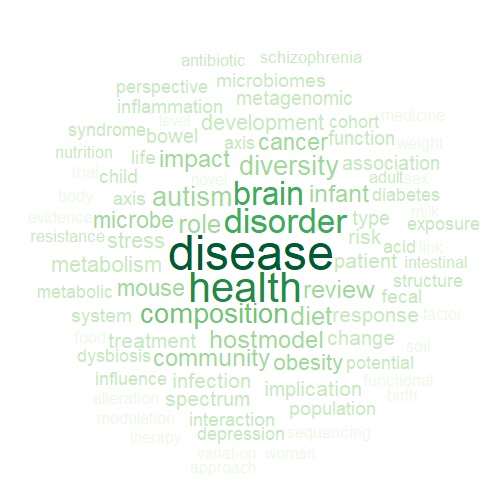 antibiotic schizophrenia
perspective microbiomes
inflammation metagenomic
level development cohort medicine
syndrome bowel axis cancer function weight
nutrition life impact diversity association
trial child novel adult sex
body axis autism brain infant diabetes
evidence microbe role disorder type milk exposure
resistance stress disease risk acid link
metabolism patient intestinal
metabolic mouse health review fecal structure
system composition diet response factor
food treatment host model change soil
dysbiosis community obesity potential
influence infection implication functional
alteration spectrum population birth
modulation interaction
therapy depression sequencing
variation woman
approach